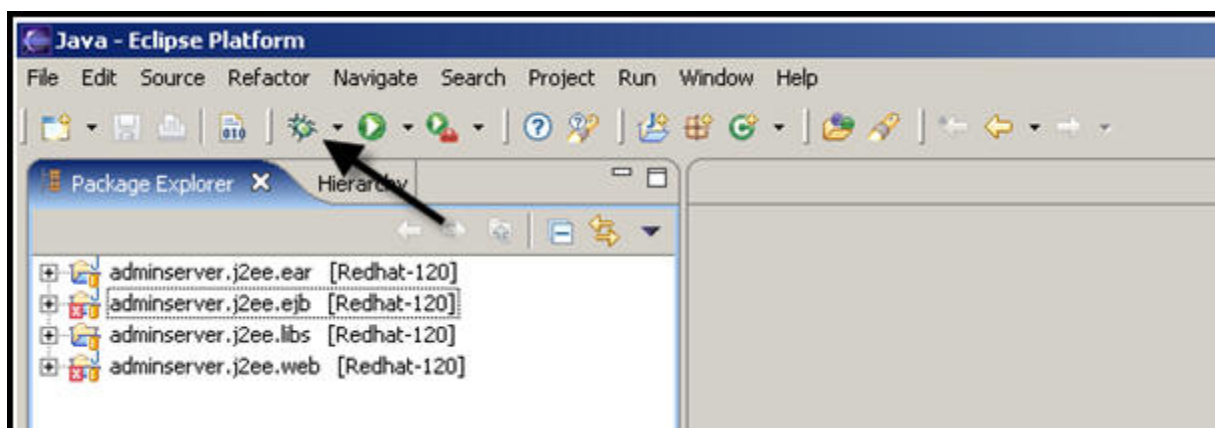 Java - Eclipse Platform
File Edit Source Refactor Navigate Search Project Run Window Help
010
Package Explorer Hierarchy
adminserver.j2ee.ear [Redhat-120]
adminserver.j2ee.ejb [Redhat-120]
adminserver.j2ee.libs [Redhat-120]
adminserver.j2ee.web [Redhat-120]